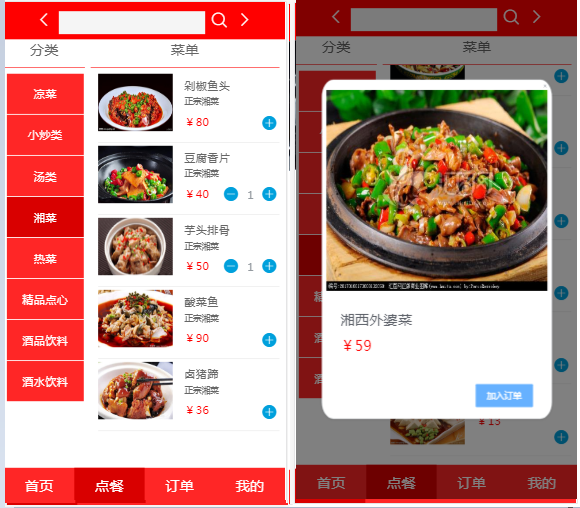 分类 菜单
凉菜
小炒类
汤类
湘菜
热菜
精品点心
酒品饮料
酒水饮料
剁椒鱼头
正宗湘菜
￥80
豆腐香片
正宗湘菜
￥40 1
芋头排骨
正宗湘菜
￥50 1
酸菜鱼
正宗湘菜
￥90
卤猪蹄
正宗湘菜
￥36
首页 点餐 订单 我的
分类 菜单
湘西外婆菜
￥59
加入订单
￥15
首页 点餐 订单 我的